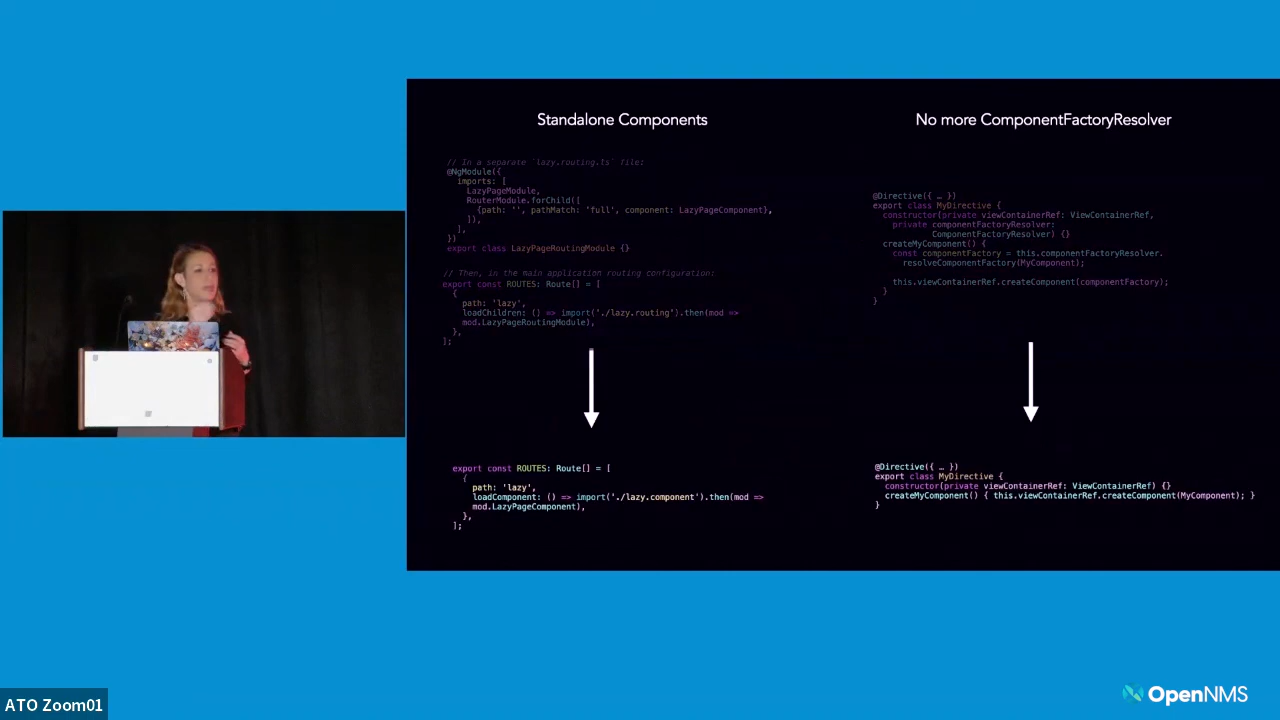 Standalone Components
// In a separate `lazy.routing.ts` file:
@NgModule({
imports: [
LazyPageModule,
RouterModule.forChild([
{path: '', pathMatch: 'full', component: LazyPageComponent},
]),
],
})
export class LazyPageRoutingModule {}
// Then, in the main application routing configuration:
export const ROUTES: Route[] = [
{
path: 'lazy',
loadChildren: () => import('./lazy.routing').then(mod =>
mod.LazyPageRoutingModule),
},
];
export const ROUTES: Route[] = [
{
path: 'lazy',
loadComponent: () => import('./lazy.component').then(mod =>
mod.LazyPageComponent),
},
];
No more ComponentFactoryResolver
@Directive({ … })
export class MyDirective {
constructor(private viewContainerRef: ViewContainerRef,
private componentFactoryResolver:
ComponentFactoryResolver) {}
createMyComponent() {
const componentFactory = this.componentFactoryResolver.
resolveComponentFactory(MyComponent);
this.viewContainerRef.createComponent(componentFactory);
}
}
@Directive({ … })
export class MyDirective {
constructor(private viewContainerRef: ViewContainerRef) {}
createMyComponent() { this.viewContainerRef.createComponent(MyComponent); }
}
ATO Zoom01
OpenNMS